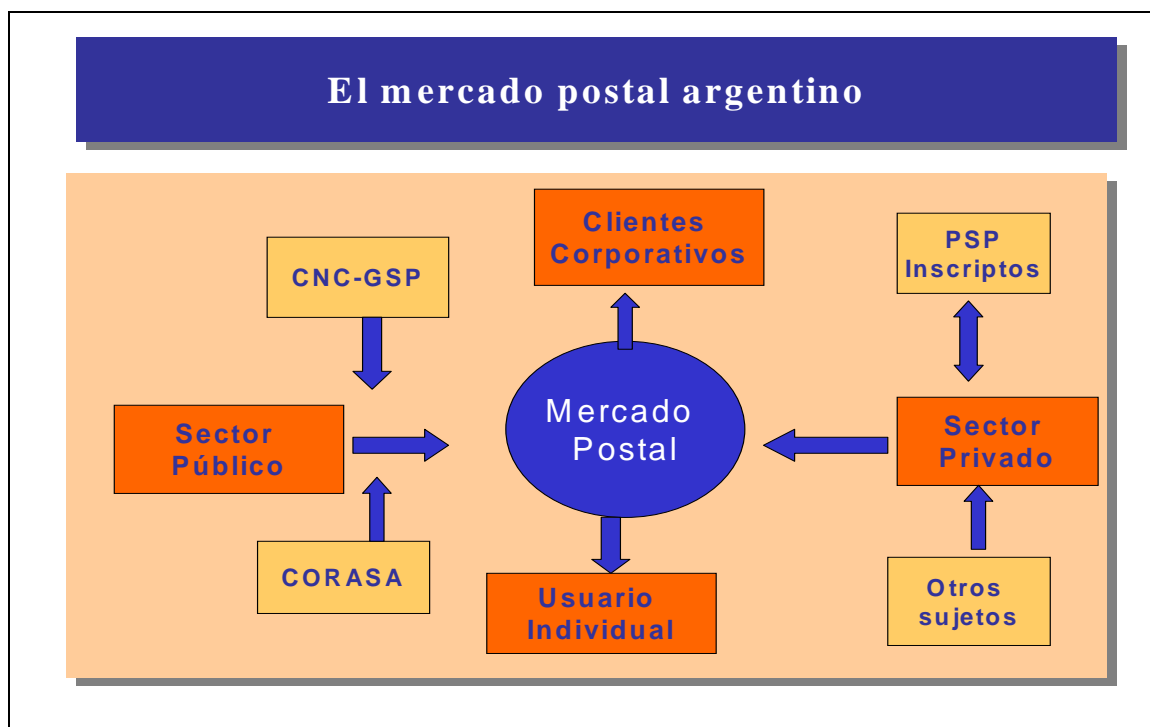 El mercado postal argentino
Clientes
Corporativos
PSP
Inscriptos
CNC-GSP
Mercado
Postal
Sector
Público
Sector
Privado
CORASA
Usuario
Individual
Otros
sujetos